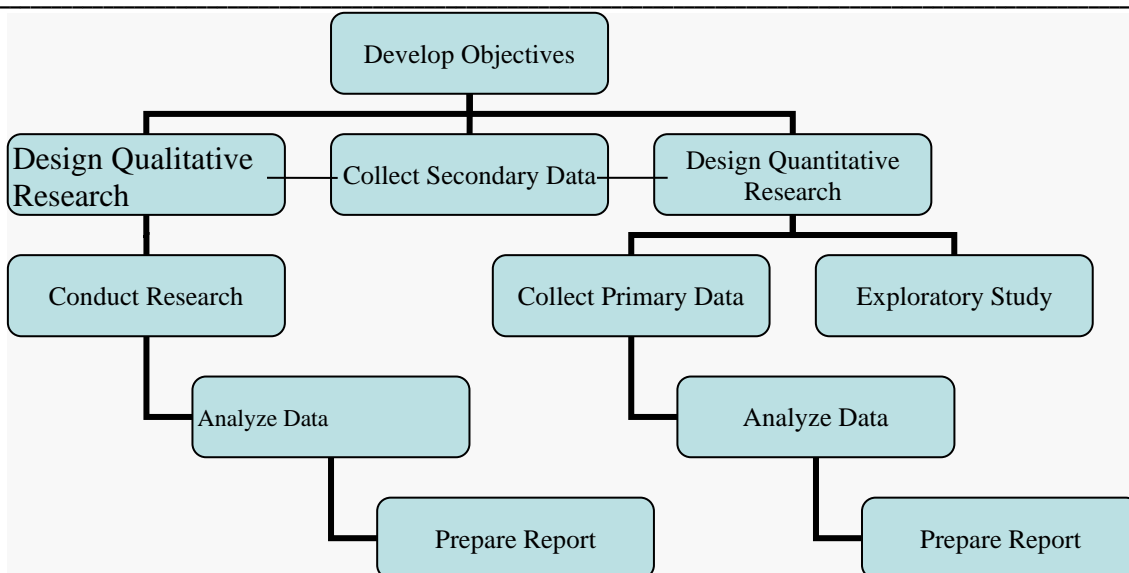 Develop Objectives
Design Qualitative
Research
Collect Secondary Data
Design Quantitative
Research
Conduct Research
Collect Primary Data
Exploratory Study
Analyze Data
Analyze Data
Prepare Report
Prepare Report